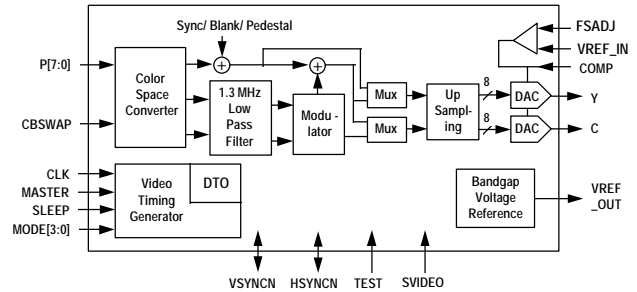 Sync/ Blank/ Pedestal
FSADJ
VREF_IN
COMP
P[7:0]
CBSWAP
Color
Space
Converter
1.3 MHz
Low
Pass
Filter
Modu -
lator
Mux
Mux
Up
Sampl-
ing
8
8
DAC
DAC
Y
C
CLK
MASTER
SLEEP
MODE[3:0]
Video
Timing
Generator
DTO
Bandgap
Voltage
Reference
VREF
_OUT
VSYNCN
HSYNCN
TEST
SVIDEO